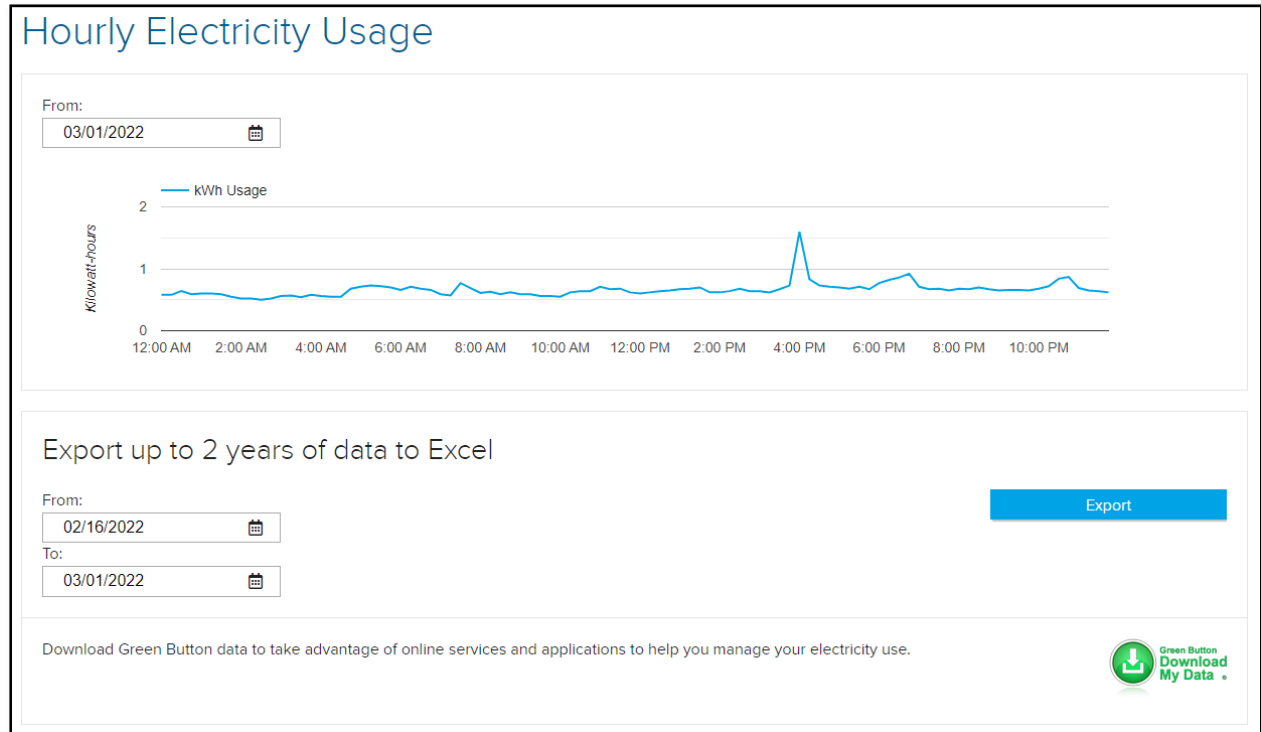 Hourly Electricity Usage
From:
03/01/2022
kWh Usage
2
Kilowatt-hours
1
0
12:00 AM 2:00 AM 4:00 AM 6:00 AM 8:00 AM 10:00 AM 12:00 PM 2:00 PM 4:00 PM 6:00 PM 8:00 PM 10:00 PM
Export up to 2 years of data to Excel
From:
Export
02/16/2022
To:
03/01/2022
Download Green Button data to take advantage of online services and applications to help you manage your electricity use.
Green Button
Download
My Data